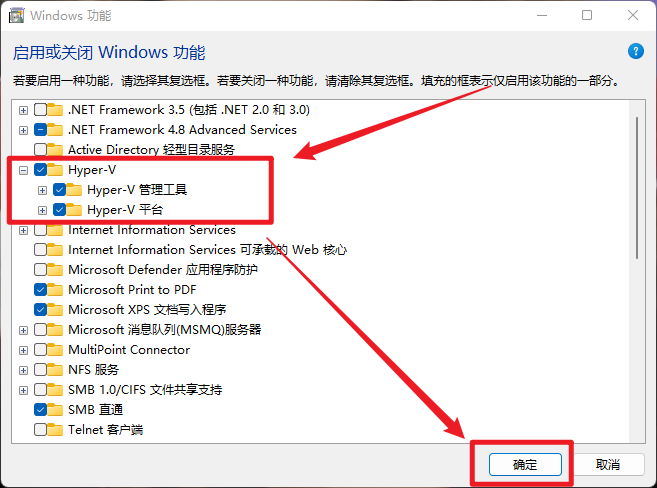 Windows 功能
启用或关闭 Windows 功能
?
若要启用一种功能，请选择其复选框。若要关闭一种功能，请清除其复选框。填充的框表示仅启用该功能的一部分。
.NET Framework 3.5 (包括 .NET 2.0 和 3.0)
.NET Framework 4.8 Advanced Services
Active Directory 轻型目录服务
Hyper-V
Hyper-V 管理工具
Hyper-V 平台
Internet Information Services
Internet Information Services 可承载的 Web 核心
Microsoft Defender 应用程序防护
Microsoft Print to PDF
Microsoft XPS 文档写入程序
Microsoft 消息队列(MSMQ)服务器
MultiPoint Connector
NFS 服务
SMB 1.0/CIFS 文件共享支持
SMB 直通
Telnet 客户端
确定
取消